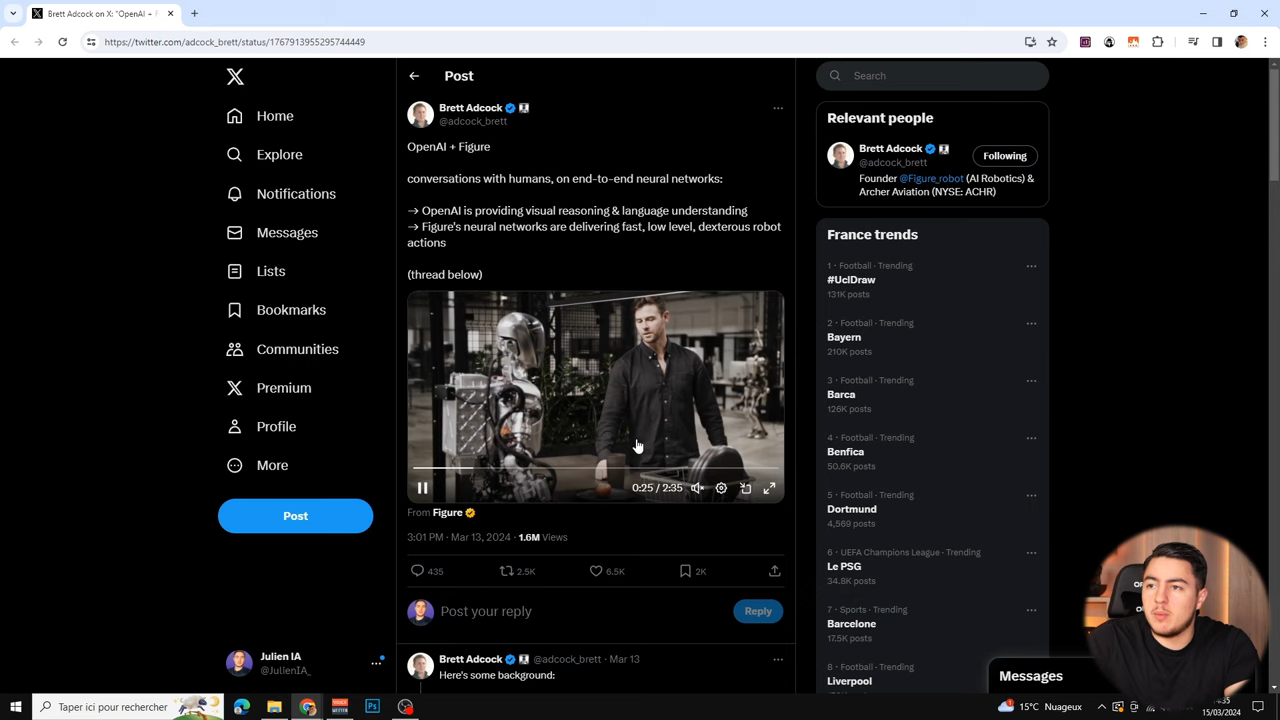 Brett Adcock on X: "OpenAI + F
https://twitter.com/adcock_brett/status/1767913955295744449
Home
Explore
Notifications
Messages
Lists
Bookmarks
Communities
Premium
Profile
More
Post
Julien IA
@JulienIA_
Post
Brett Adcock
@adcock_brett
OpenAI + Figure
conversations with humans, on end-to-end neural networks:
→ OpenAI is providing visual reasoning & language understanding
→ Figure's neural networks are delivering fast, low level, dexterous robot
actions
(thread below)
0:25 / 2:35
From Figure
3:01 PM · Mar 13, 2024 · 1.6M Views
435 2.5K 6.5K 2K
Post your reply
Reply
Brett Adcock @adcock_brett · Mar 13
Here's some background:
Search
Relevant people
Brett Adcock
@adcock_brett
Following
Founder @Figure_robot (AI Robotics) &
Archer Aviation (NYSE: ACHR)
France trends
1 · Football · Trending
#UclDraw
131K posts
2 · Football · Trending
Bayern
210K posts
3 · Football · Trending
Barca
126K posts
4 · Football · Trending
Benfica
50.6K posts
5 · Football · Trending
Dortmund
4,569 posts
6 · UEFA Champions League · Trending
Le PSG
34.8K posts
7 · Sports · Trending
Barcelone
17.5K posts
8 · Football · Trending
Liverpool
Messages
Taper ici pour rechercher
15°C Nuageux
15/03/2024